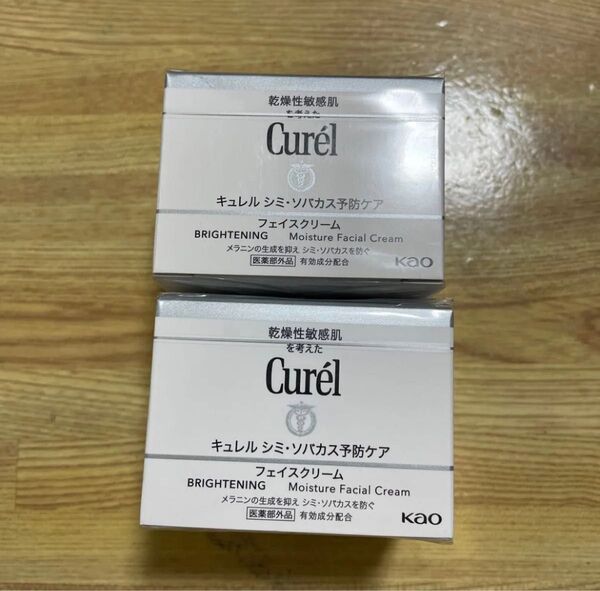 乾燥性敏感肌
を考えた
Curél
キュレル シミ・ソバカス予防ケア
フェイスクリーム
BRIGHTENING Moisture Facial Cream
メラニンの生成を抑え シミ・ソバカスを防ぐ
医薬部外品 有効成分配合
Kao
乾燥性敏感肌
を考えた
Curél
キュレル シミ・ソバカス予防ケア
フェイスクリーム
BRIGHTENING Moisture Facial Cream
メラニンの生成を抑え シミ・ソバカスを防ぐ
医薬部外品 有効成分配合
Kao